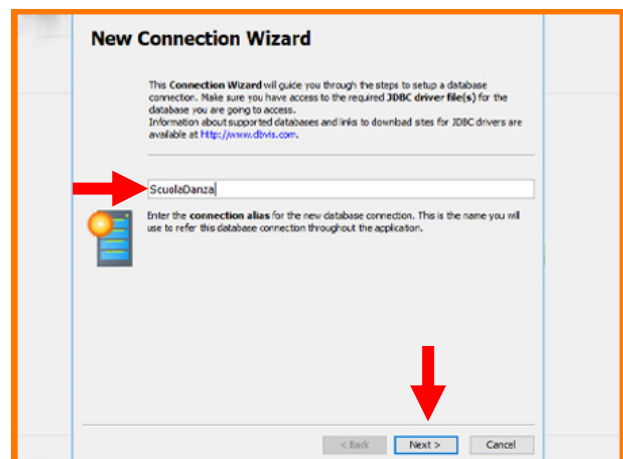 New Connection Wizard
This Connection Wizard will guide you through the steps to setup a database
connection. Make sure you have access to the required JDBC driver file(s) for the
database you are going to access.
Information about supported databases and links to download sites for JDBC drivers are
available at http://www.dbvis.com.
ScuolaDanza
Enter the connection alias for the new database connection. This is the name you will
use to refer this database connection throughout the application.
< Back Next > Cancel